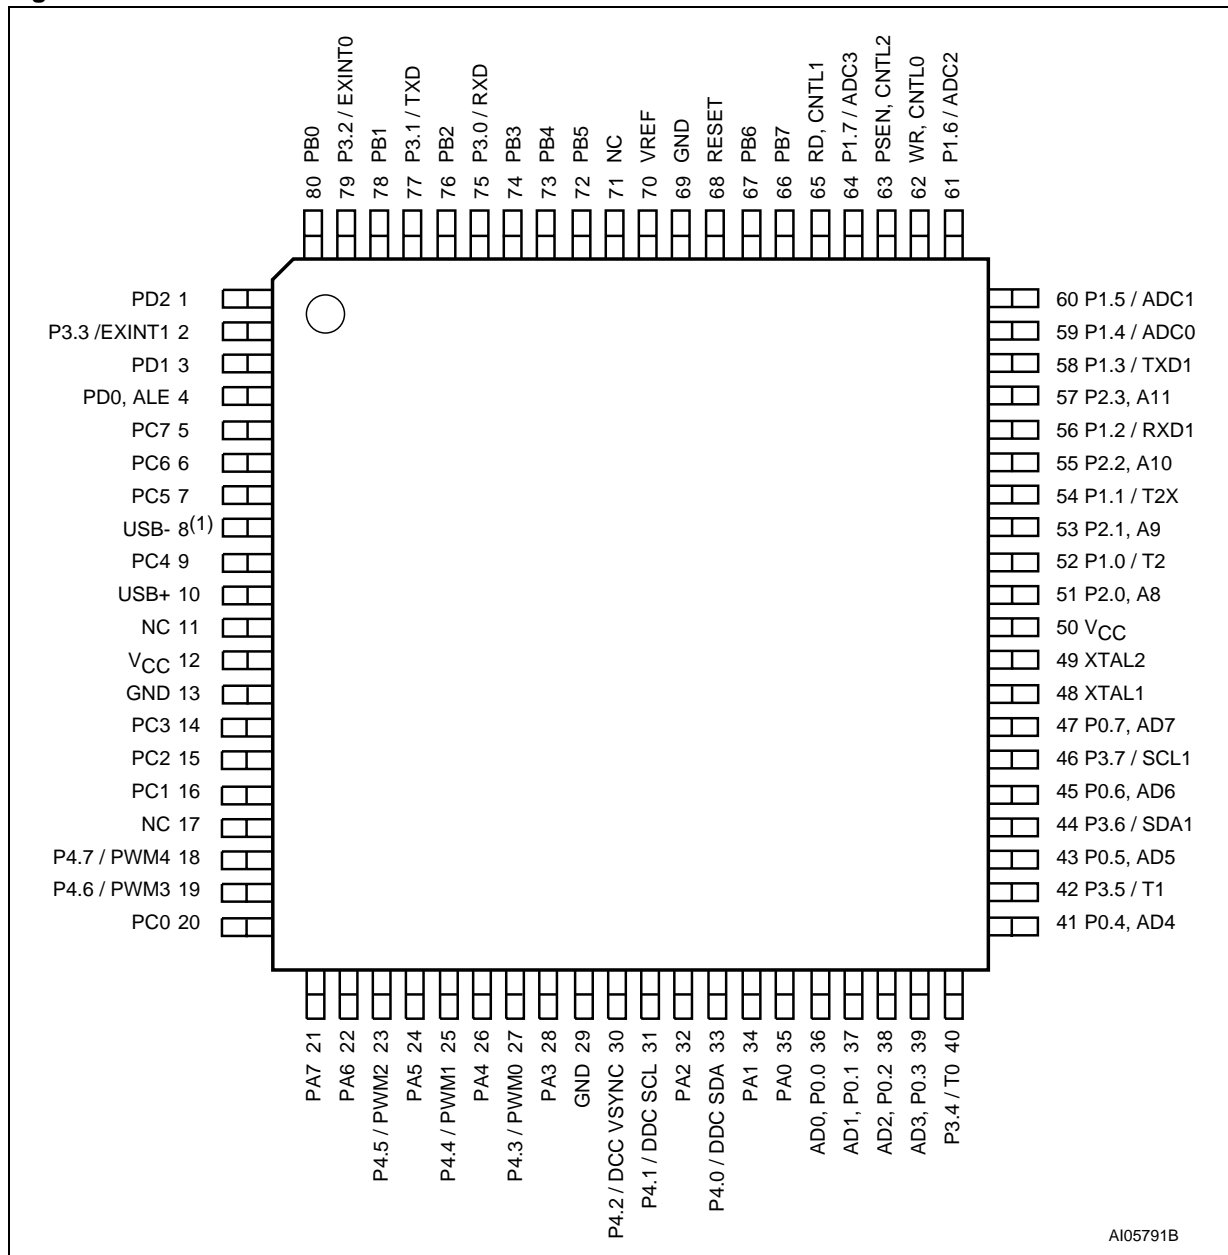 80 PB0
79 P3.2 / EXINT0
78 PB1
77 P3.1 / TXD
76 PB2
75 P3.0 / RXD
74 PB3
73 PB4
72 PB5
71 NC
70 VREF
69 GND
68 RESET
67 PB6
66 PB7
65 RD, CNTL1
64 P1.7 / ADC3
63 PSEN, CNTL2
62 WR, CNTL0
61 P1.6 / ADC2
PD2 1
P3.3 /EXINT1 2
PD1 3
PD0, ALE 4
PC7 5
PC6 6
PC5 7
USB- 8(1)
PC4 9
USB+ 10
NC 11
VCC 12
GND 13
PC3 14
PC2 15
PC1 16
NC 17
P4.7 / PWM4 18
P4.6 / PWM3 19
PC0 20
60 P1.5 / ADC1
59 P1.4 / ADC0
58 P1.3 / TXD1
57 P2.3, A11
56 P1.2 / RXD1
55 P2.2, A10
54 P1.1 / T2X
53 P2.1, A9
52 P1.0 / T2
51 P2.0, A8
50 VCC
49 XTAL2
48 XTAL1
47 P0.7, AD7
46 P3.7 / SCL1
45 P0.6, AD6
44 P3.6 / SDA1
43 P0.5, AD5
42 P3.5 / T1
41 P0.4, AD4
PA7 21
PA6 22
P4.5 / PWM2 23
PA5 24
P4.4 / PWM1 25
PA4 26
P4.3 / PWM0 27
PA3 28
GND 29
P4.2 / DCC VSYNC 30
P4.1 / DDC SCL 31
PA2 32
P4.0 / DDC SDA 33
PA1 34
PA0 35
AD0, P0.0 36
AD1, P0.1 37
AD2, P0.2 38
AD3, P0.3 39
P3.4 / T0 40
AI05791B